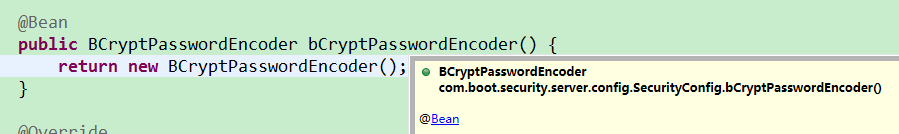 @Bean
public BCryptPasswordEncoder bCryptPasswordEncoder() {
return new BCryptPasswordEncoder();
}
@Override
BCryptPasswordEncoder
com.boot.security.server.config.SecurityConfig.bCryptPasswordEncoder()
@Bean